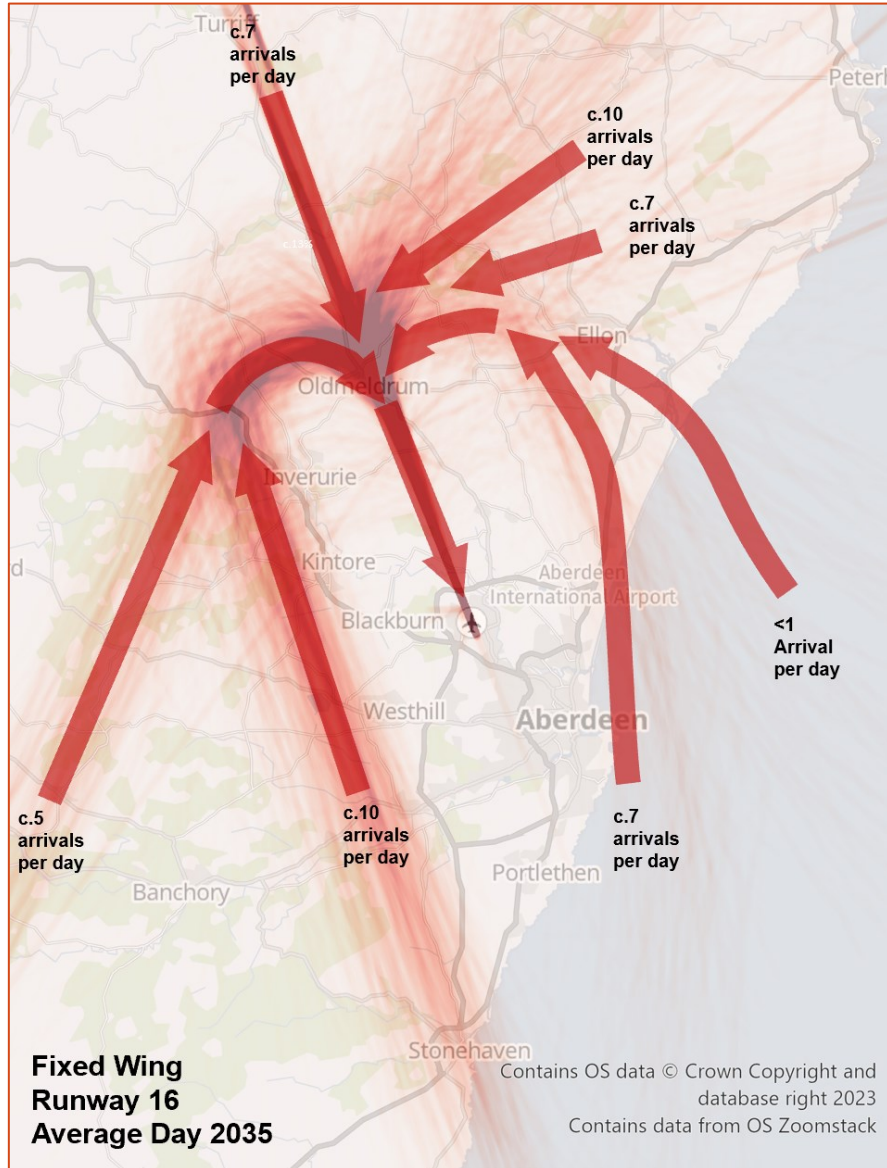 Turriff
c.7
arrivals
per day
Peterh
c.10
arrivals
per day
c.7
arrivals
per day
Ellon
Oldmeldrum
Inverurie
Kintore
d
Aberdeen
International Airport
Blackburn
<1
Arrival
per day
Westhill
Aberdeen
c.5
arrivals
per day
c.10
arrivals
per day
c.7
arrivals
per day
Portlethen
Banchory
Stonehaven
Fixed Wing
Runway 16
Average Day 2035
Contains OS data © Crown Copyright and
database right 2023
Contains data from OS Zoomstack